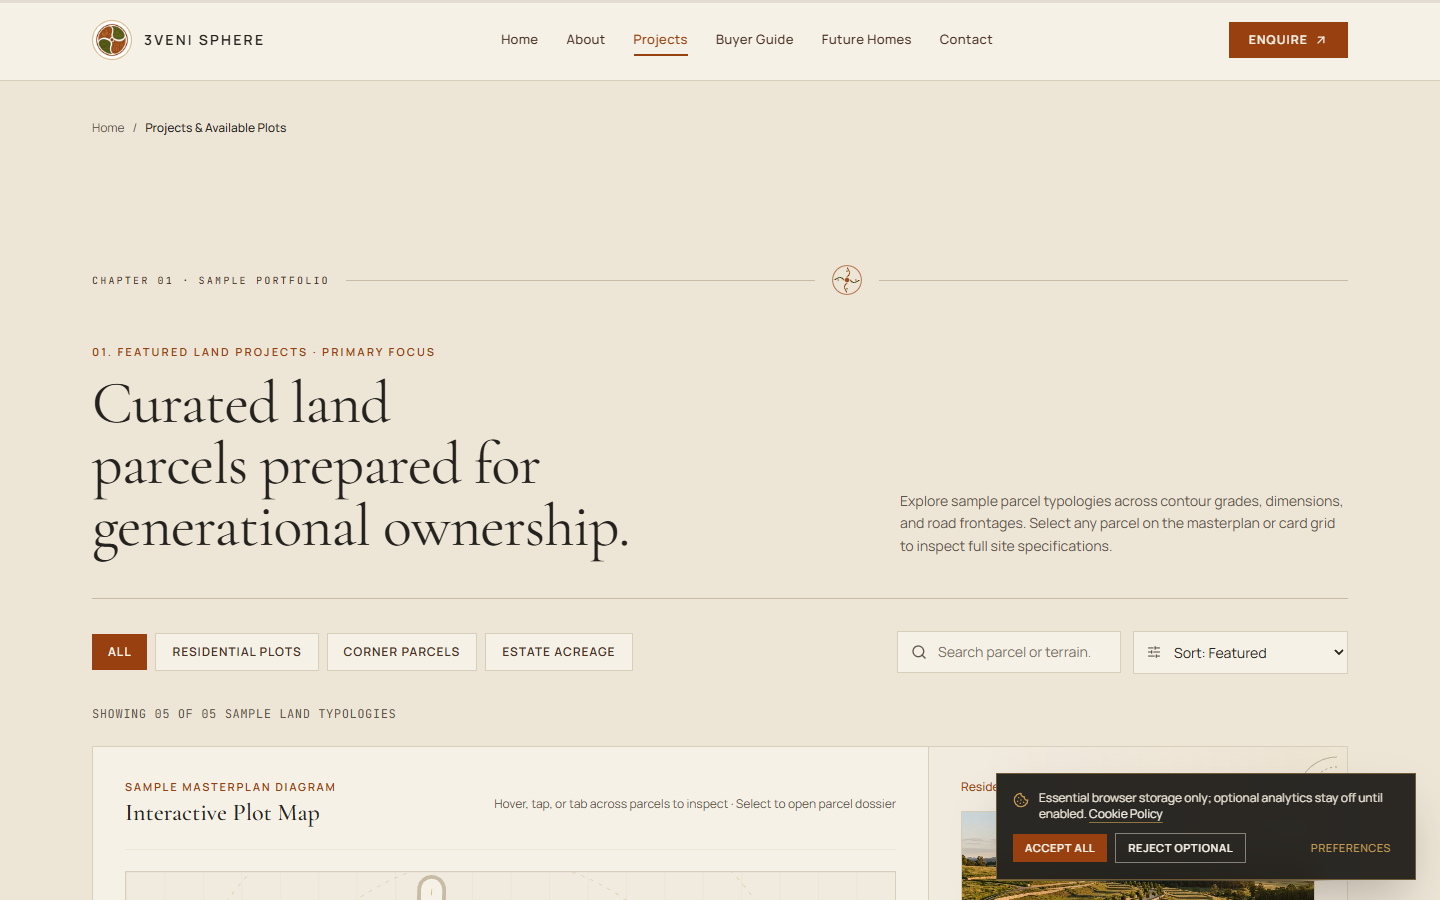 3VENI SPHERE
Home About Projects Buyer Guide Future Homes Contact
ENQUIRE
Home / Projects & Available Plots
CHAPTER 01 · SAMPLE PORTFOLIO
01. FEATURED LAND PROJECTS · PRIMARY FOCUS
Curated land
parcels prepared for
generational ownership.
Explore sample parcel typologies across contour grades, dimensions,
and road frontages. Select any parcel on the masterplan or card grid
to inspect full site specifications.
ALL RESIDENTIAL PLOTS CORNER PARCELS ESTATE ACREAGE
Search parcel or terrain.
Sort: Featured
SHOWING 05 OF 05 SAMPLE LAND TYPOLOGIES
SAMPLE MASTERPLAN DIAGRAM
Interactive Plot Map
Hover, tap, or tab across parcels to inspect · Select to open parcel dossier
Essential browser storage only; optional analytics stay off until
enabled. Cookie Policy
ACCEPT ALL REJECT OPTIONAL PREFERENCES